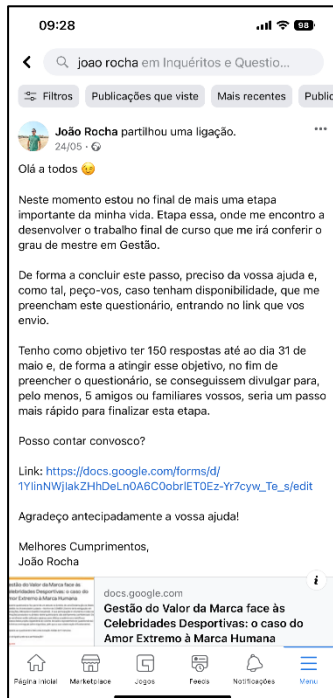 09:28
98
joao rocha em Inquéritos e Questio...
Filtros
Publicações que viste
Mais recentes
Public
João Rocha partilhou uma ligação.
24/05 ·
Olá a todos 😉
Neste momento estou no final de mais uma etapa
importante da minha vida. Etapa essa, onde me encontro a
desenvolver o trabalho final de curso que me irá conferir o
grau de mestre em Gestão.
De forma a concluir este passo, preciso da vossa ajuda e,
como tal, peço-vos, caso tenham disponibilidade, que me
preencham este questionário, entrando no link que vos
envio.
Tenho como objetivo ter 150 respostas até ao dia 31 de
maio e, de forma a atingir esse objetivo, no fim de
preencher o questionário, se conseguissem divulgar para,
pelo menos, 5 amigos ou familiares vossos, seria um passo
mais rápido para finalizar esta etapa.
Posso contar convosco?
Link: https://docs.google.com/forms/d/
1YlinNWjIakZHhDeLn0A6C0obrlET0Ez-Yr7cyw_Te_s/edit
Agradeço antecipadamente a vossa ajuda!
Melhores Cumprimentos,
João Rocha
docs.google.com
Gestão do Valor da Marca face às
Celebridades Desportivas: o caso do
Amor Extremo à Marca Humana
Página inicial
Marketplace
Jogos
Feeds
Notificações
Menu